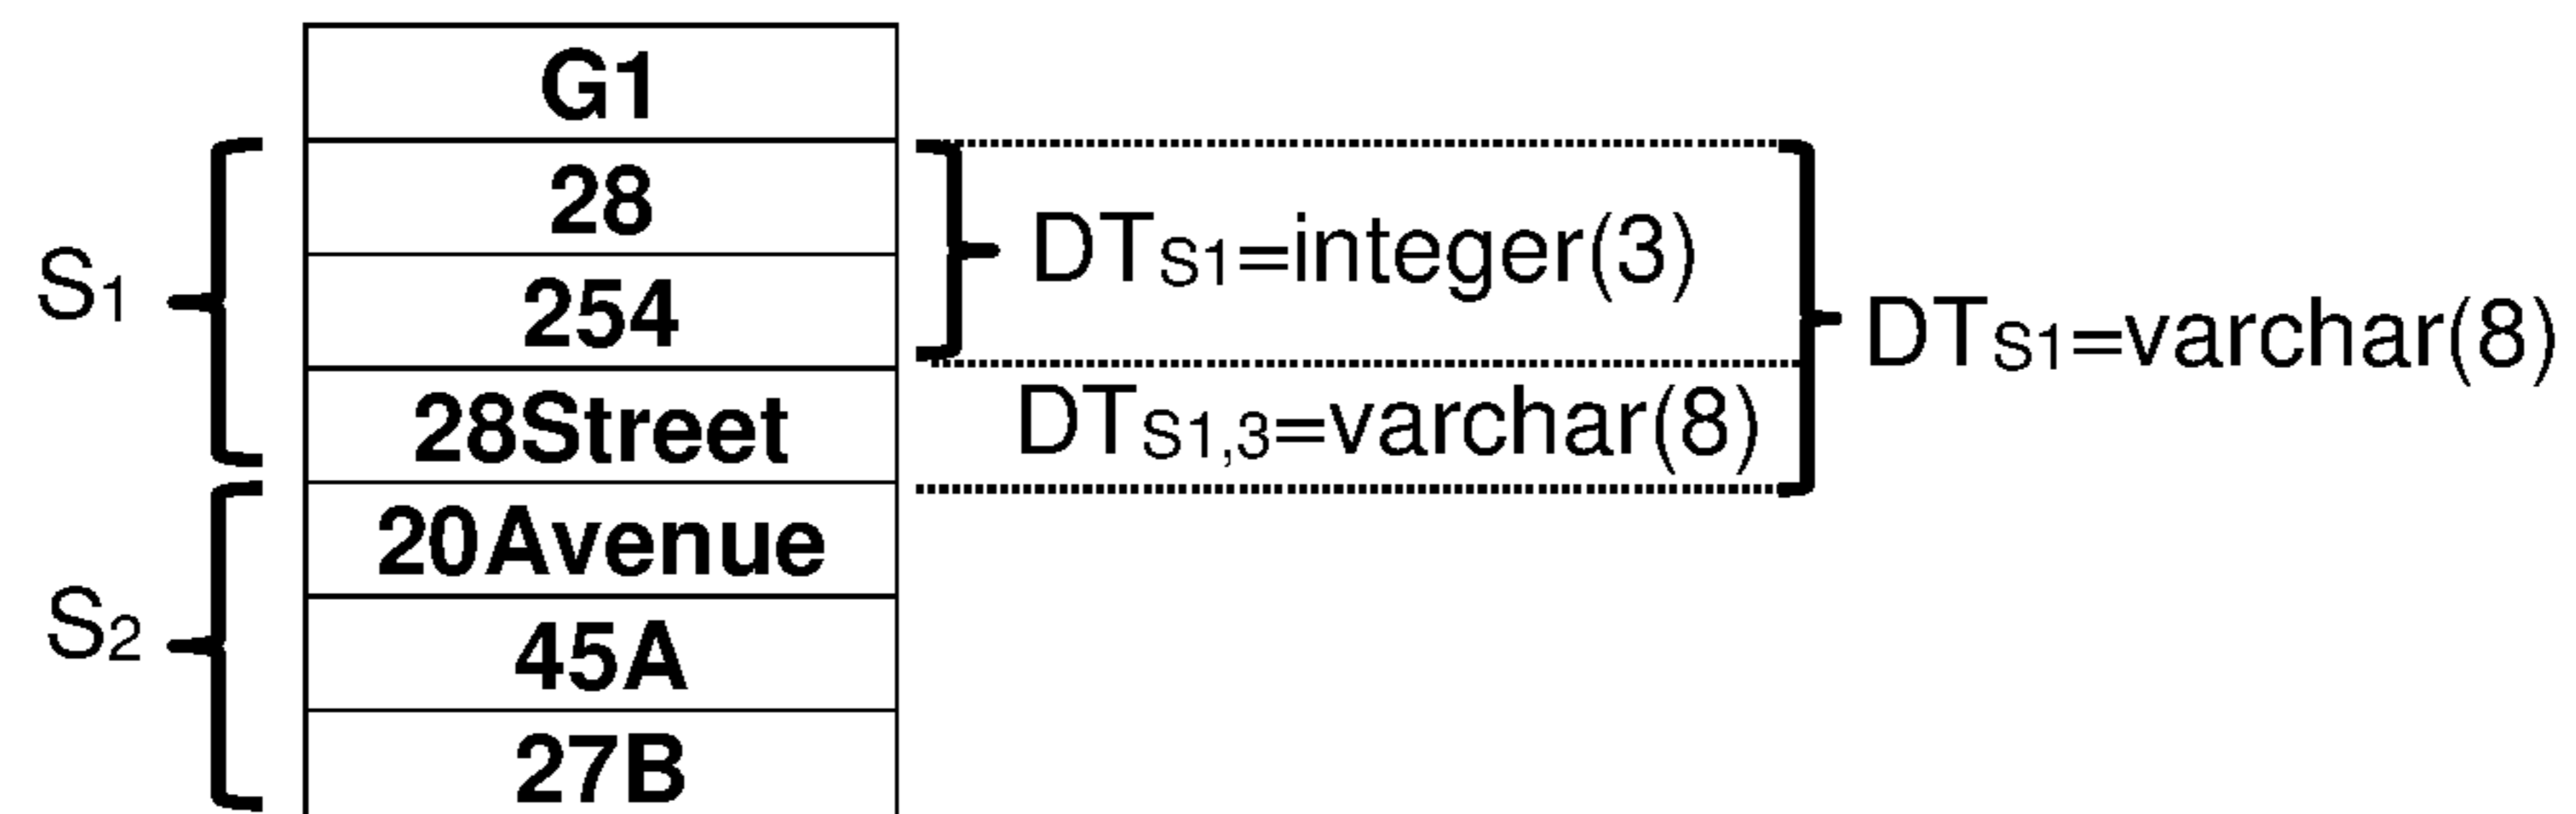 G1
28
254
28Street
20Avenue
45A
27B
S1
S2
DTS1=integer(3)
DTS1,3=varchar(8)
DTS1=varchar(8)